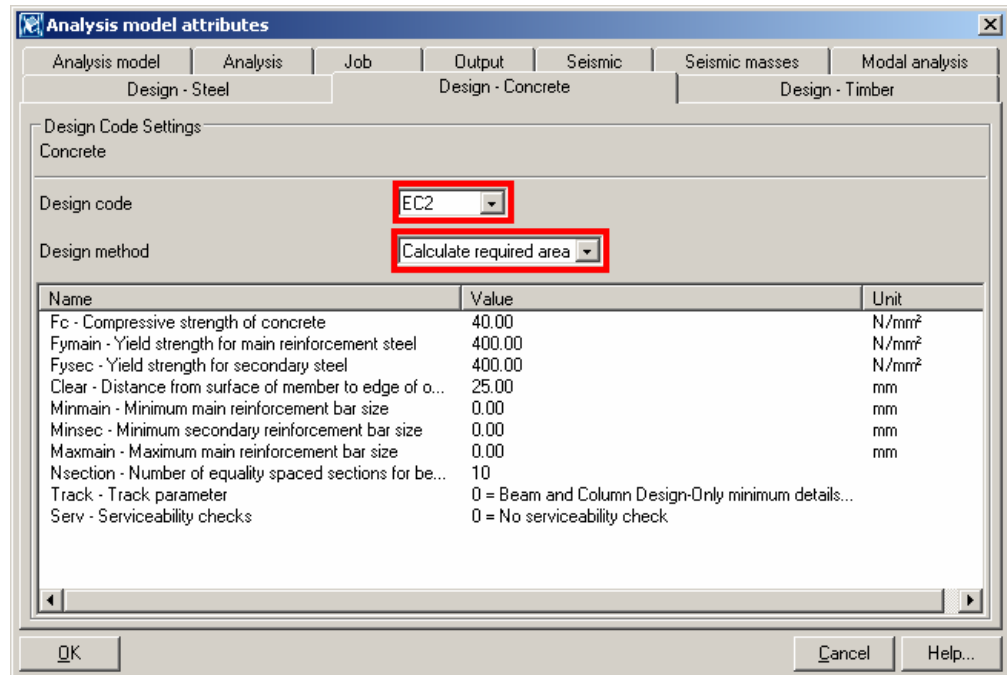 Analysis model attributes
Analysis model Analysis Job Output Seismic Seismic masses Modal analysis
Design - Steel Design - Concrete Design - Timber
Design Code Settings
Concrete
Design code EC2
Design method Calculate required area
Name Value Unit
Fc - Compressive strength of concrete 40.00 N/mm²
Fymain - Yield strength for main reinforcement steel 400.00 N/mm²
Fysec - Yield strength for secondary steel 400.00 N/mm²
Clear - Distance from surface of member to edge of o... 25.00 mm
Minmain - Minimum main reinforcement bar size 0.00 mm
Minsec - Minimum secondary reinforcement bar size 0.00 mm
Maxmain - Maximum main reinforcement bar size 0.00 mm
Nsection - Number of equality spaced sections for be... 10
Track - Track parameter 0 = Beam and Column Design-Only minimum details...
Serv - Serviceability checks 0 = No serviceability check
OK Cancel Help...